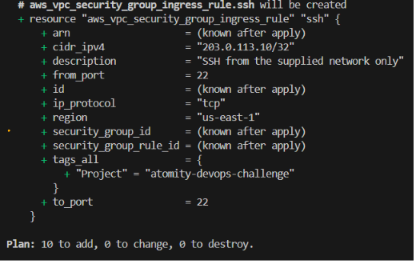 # aws_vpc_security_group_ingress_rule.ssh will be created
+ resource "aws_vpc_security_group_ingress_rule" "ssh" {
+ arn = (known after apply)
+ cidr_ipv4 = "203.0.113.10/32"
+ description = "SSH from the supplied network only"
+ from_port = 22
+ id = (known after apply)
+ ip_protocol = "tcp"
+ region = "us-east-1"
+ security_group_id = (known after apply)
+ security_group_rule_id = (known after apply)
+ tags_all = {
+ "Project" = "atomity-devops-challenge"
}
+ to_port = 22
}
Plan: 10 to add, 0 to change, 0 to destroy.